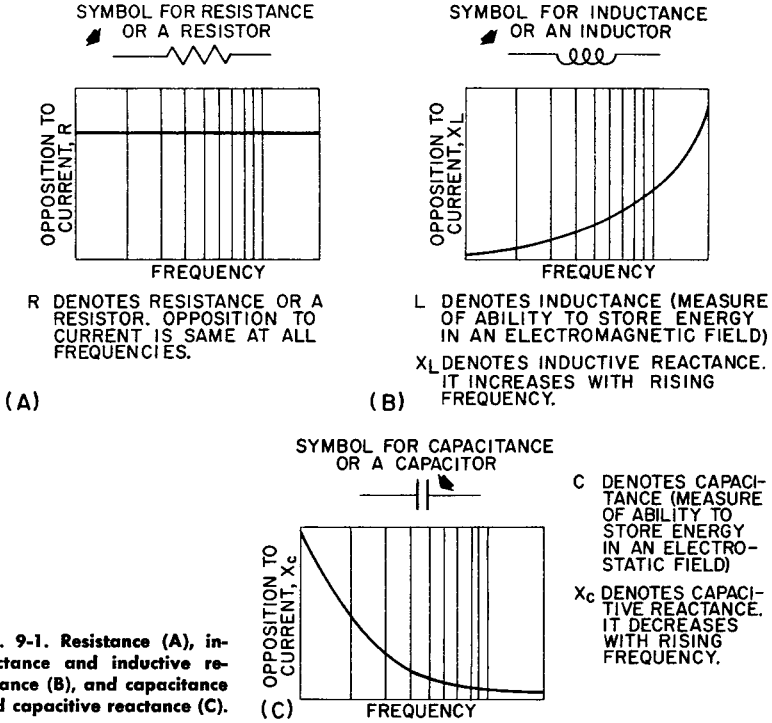 SYMBOL FOR RESISTANCE
OR A RESISTOR
OPPOSITION TO
CURRENT, R
FREQUENCY
R DENOTES RESISTANCE OR A
RESISTOR. OPPOSITION TO
CURRENT IS SAME AT ALL
FREQUENCIES.
(A)
SYMBOL FOR INDUCTANCE
OR AN INDUCTOR
OPPOSITION TO
CURRENT, XL
FREQUENCY
L DENOTES INDUCTANCE (MEASURE
OF ABILITY TO STORE ENERGY
IN AN ELECTROMAGNETIC FIELD)
XL DENOTES INDUCTIVE REACTANCE.
IT INCREASES WITH RISING
FREQUENCY.
(B)
SYMBOL FOR CAPACITANCE
OR A CAPACITOR
OPPOSITION TO
CURRENT, Xc
FREQUENCY
(C)
C DENOTES CAPACI-
TANCE (MEASURE
OF ABILITY TO
STORE ENERGY
IN AN ELECTRO-
STATIC FIELD)
Xc DENOTES CAPACI-
TIVE REACTANCE.
IT DECREASES
WITH RISING
FREQUENCY.
. 9-1. Resistance (A), in-
ctance and inductive re-
ance (B), and capacitance
d capacitive reactance (C).